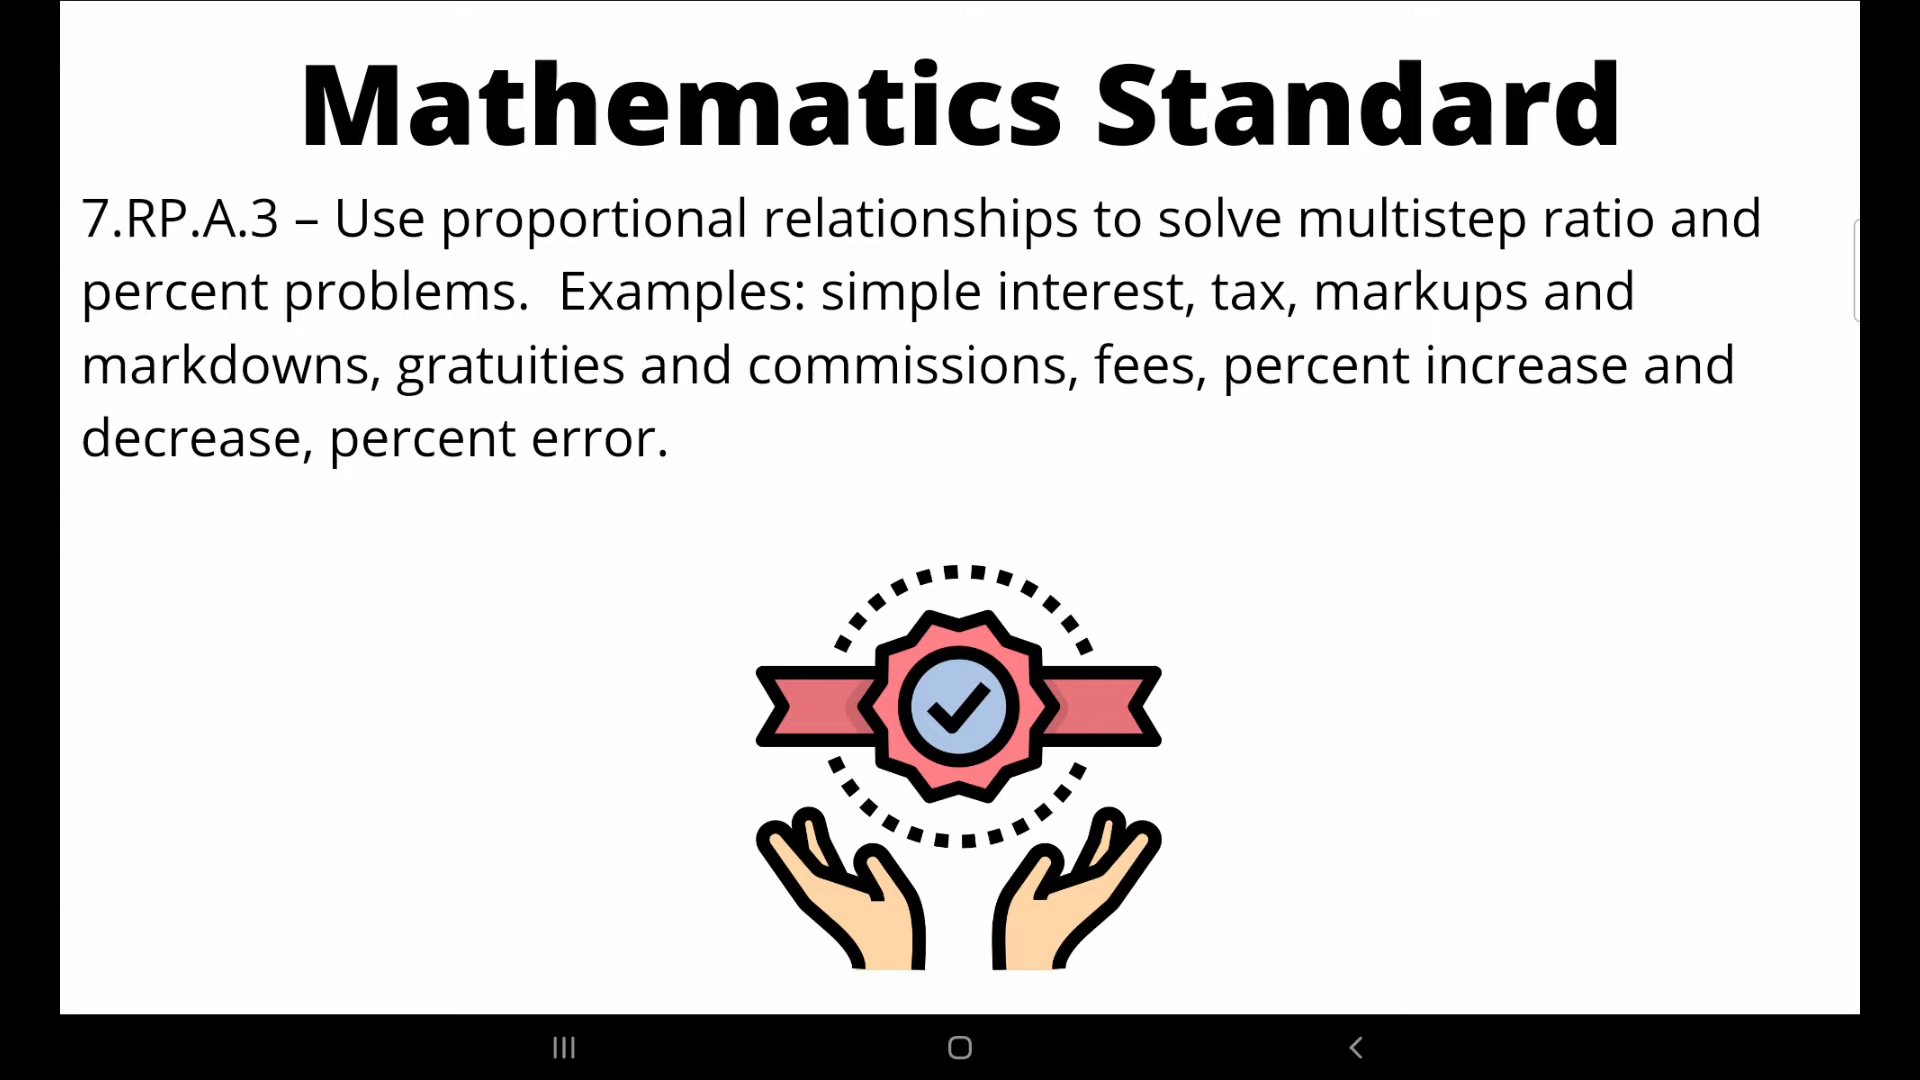 Mathematics Standard
7.RP.A.3 – Use proportional relationships to solve multistep ratio and
percent problems.  Examples: simple interest, tax, markups and
markdowns, gratuities and commissions, fees, percent increase and
decrease, percent error.